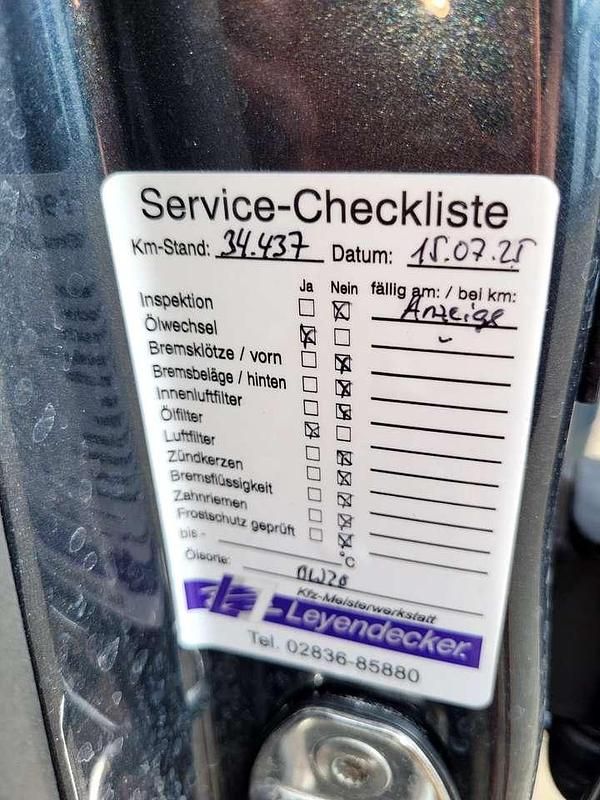 Service-Checkliste
Km-Stand: 34.437 Datum: 15.07.25
Ja Nein fällig am: / bei km:
Inspektion Anzeige
Ölwechsel
Bremsklötze / vorn
Bremsbeläge / hinten
Innenluftfilter
Ölfilter
Luftfilter
Zündkerzen
Bremsflüssigkeit
Zahnriemen
Frostschutz geprüft
bis - °C
Ölsorte: 0W20
Kfz-Meisterwerkstatt
Leyendecker
Tel. 02836-85880